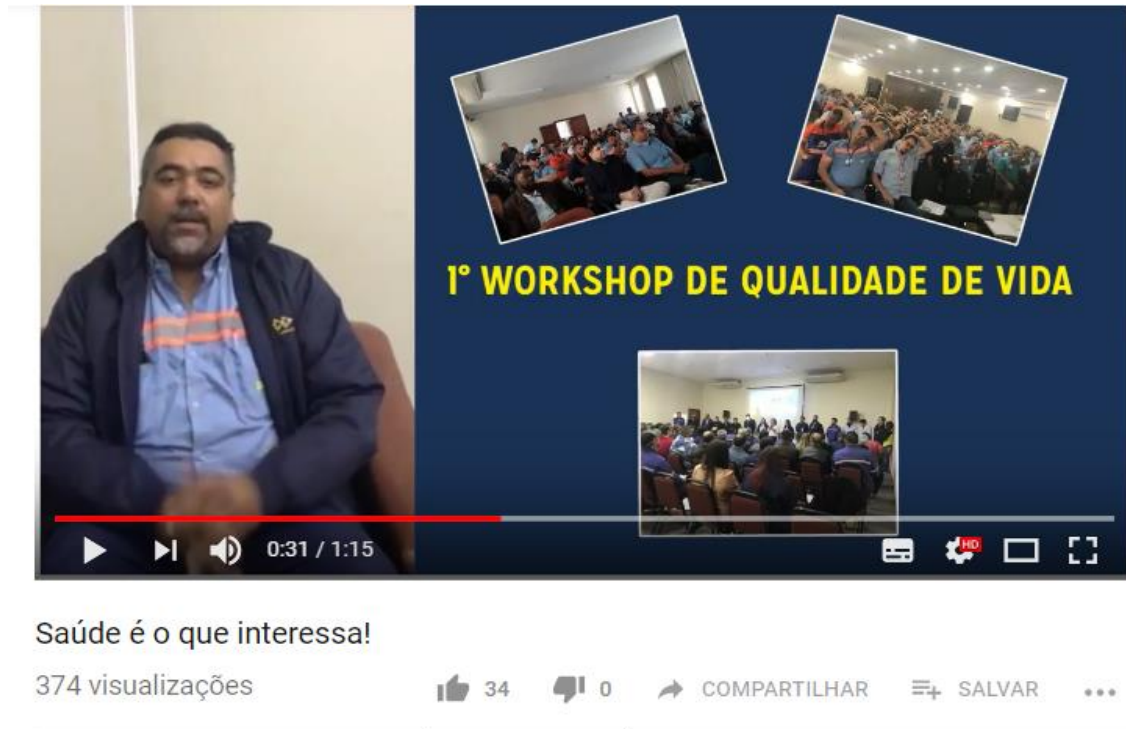 1° WORKSHOP DE QUALIDADE DE VIDA
0:31 / 1:15
HD
Saúde é o que interessa!
374 visualizações
34
0
COMPARTILHAR
SALVAR